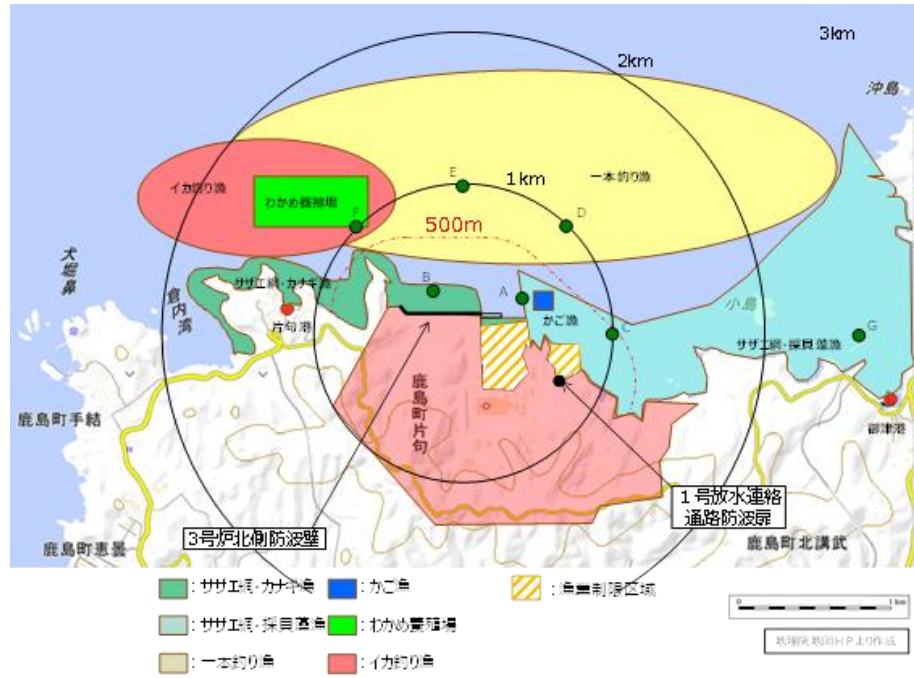 3km
2km
沖島
E
1km
一本釣り漁
イカ釣り漁
わかめ養殖場
F
D
500m
犬堀鼻
倉内湾
サザエ網・カナギ漁
B
A
小島
片句港
かご漁
C
G
サザエ網・採貝藻漁
鹿島町片句
鹿島町手結
御津港
1号放水連絡
通路防波扉
3号炉北側防波壁
鹿島町恵曇
鹿島町北講武
:サザエ網・カナギ漁
:かご漁
:漁業制限区域
0
1km
:サザエ網・採貝藻漁
:わかめ養殖場
地理院地図HPより作成
:一本釣り漁
:イカ釣り漁